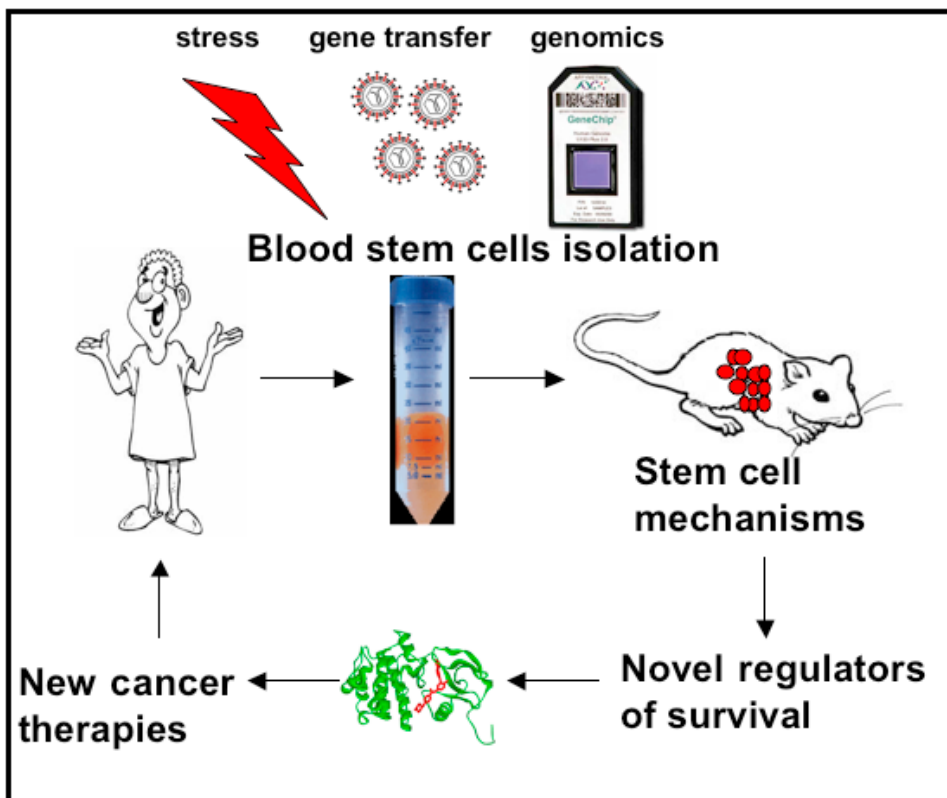 stress
gene transfer
genomics
GeneChip®
Blood stem cells isolation
Stem cell
mechanisms
Novel regulators
of survival
New cancer
therapies